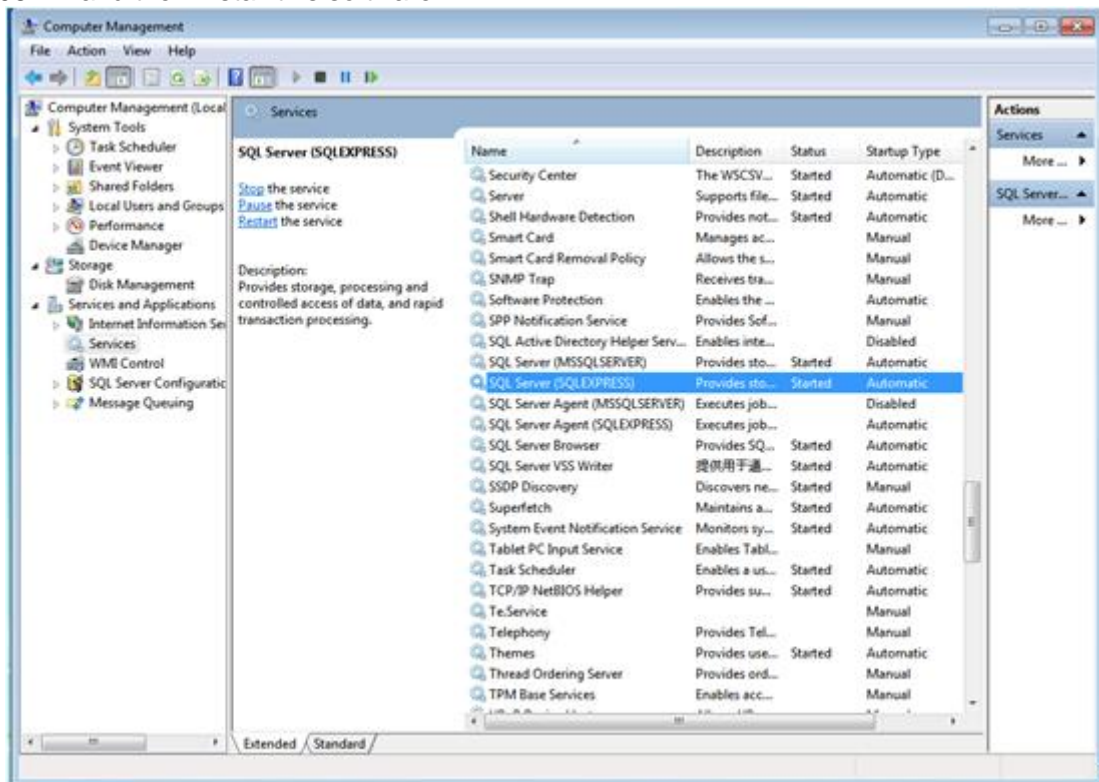 Computer Management
File Action View Help
Computer Management (Local
System Tools
Task Scheduler
Event Viewer
Shared Folders
Local Users and Groups
Performance
Device Manager
Storage
Disk Management
Services and Applications
Internet Information Se
Services
WMI Control
SQL Server Configuratic
Message Queuing
Services
SQL Server (SQLEXPRESS)
Stop the service
Pause the service
Restart the service
Description:
Provides storage, processing and
controlled access of data, and rapid
transaction processing.
Name Description Status Startup Type
Security Center The WSCSV... Started Automatic (D...
Server Supports file... Started Automatic
Shell Hardware Detection Provides not... Started Automatic
Smart Card Manages ac... Manual
Smart Card Removal Policy Allows the s... Manual
SNMP Trap Receives tra... Manual
Software Protection Enables the ... Automatic
SPP Notification Service Provides Sof... Manual
SQL Active Directory Helper Serv... Enables inte... Disabled
SQL Server (MSSQLSERVER) Provides sto... Started Automatic
SQL Server (SQLEXPRESS) Provides sto... Started Automatic
SQL Server Agent (MSSQLSERVER) Executes job... Disabled
SQL Server Agent (SQLEXPRESS) Executes job... Automatic
SQL Server Browser Provides SQ... Started Automatic
SQL Server VSS Writer 提供用于通... Started Automatic
SSDP Discovery Discovers ne... Started Manual
Superfetch Maintains a... Started Automatic
System Event Notification Service Monitors sy... Started Automatic
Tablet PC Input Service Enables Tabl... Manual
Task Scheduler Enables a us... Started Automatic
TCP/IP NetBIOS Helper Provides su... Started Automatic
Te.Service Manual
Telephony Provides Tel... Manual
Themes Provides use... Started Automatic
Thread Ordering Server Provides ord... Manual
TPM Base Services Enables acc... Manual
Extended Standard
Actions
Services
More ...
SQL Server...
More ...